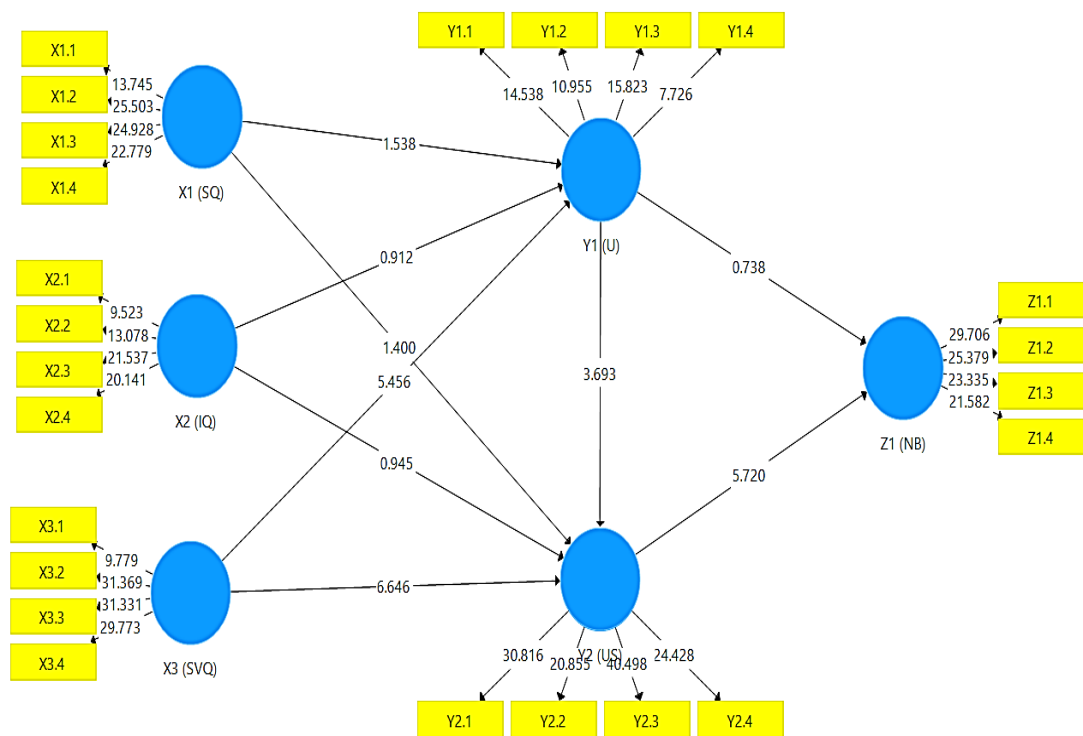 Y1.1 Y1.2 Y1.3 Y1.4
14.538 10.955 15.823 7.726
X1.1
X1.2
X1.3
X1.4
13.745
25.503
24.928
22.779
X1 (SQ)
1.538
Y1 (U)
X2.1
X2.2
X2.3
X2.4
9.523
13.078
21.537
20.141
X2 (IQ)
0.912
0.738
1.400
5.456
3.693
0.945
Z1.1
Z1.2
Z1.3
Z1.4
29.706
25.379
23.335
21.582
Z1 (NB)
5.720
X3.1
X3.2
X3.3
X3.4
9.779
31.369
31.331
29.773
X3 (SVQ)
6.646
Y2 (US)
30.816 20.855 40.498 24.428
Y2.1 Y2.2 Y2.3 Y2.4